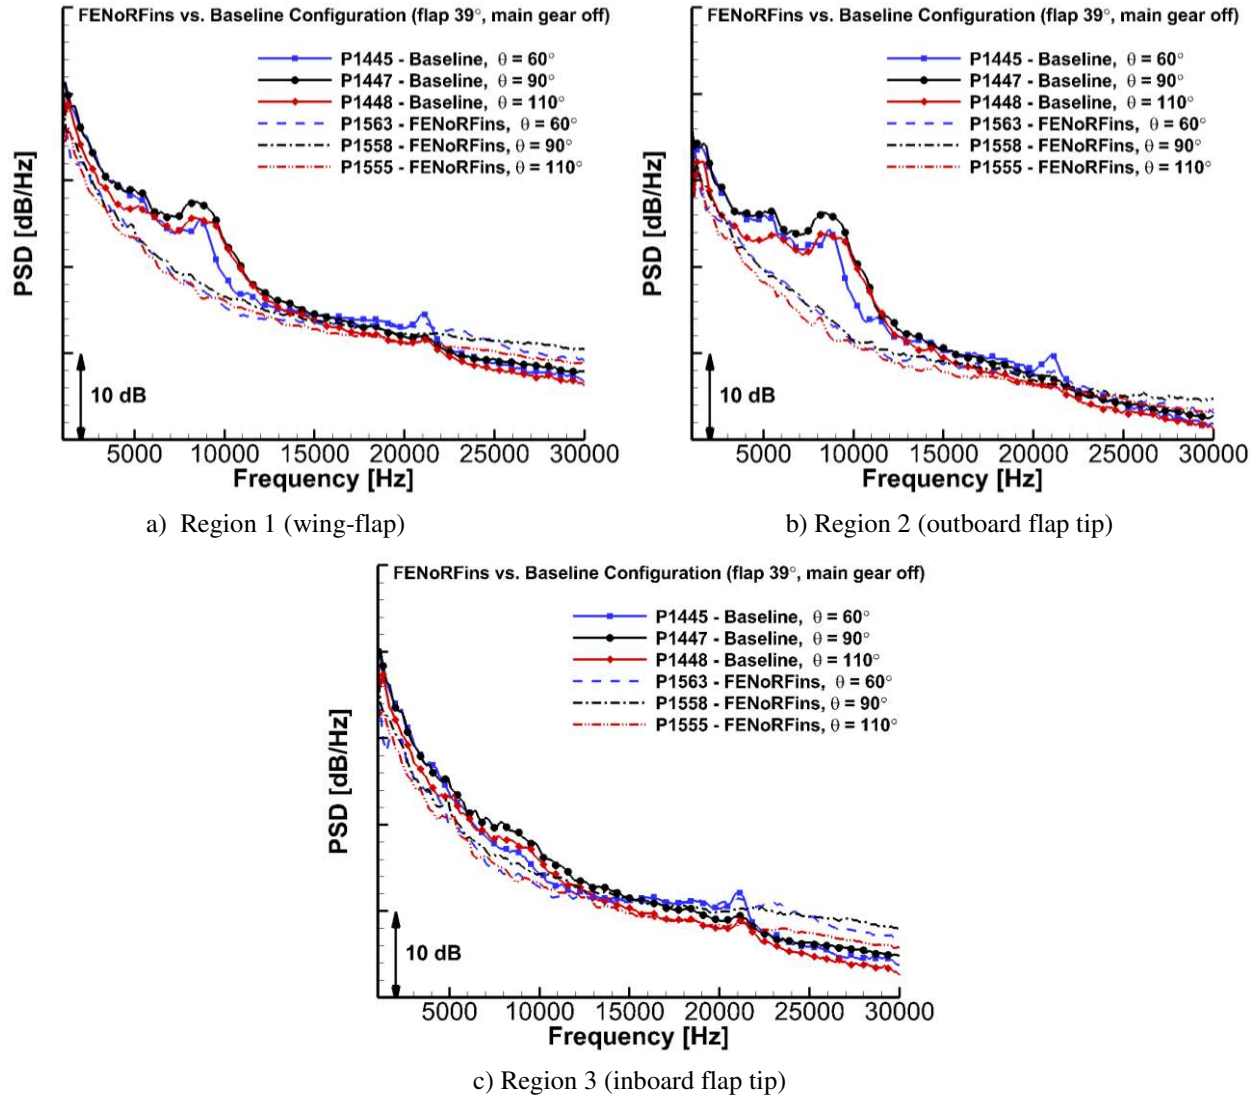 FENoRFins vs. Baseline Configuration (flap 39°, main gear off)
P1445 - Baseline, θ = 60°
P1447 - Baseline, θ = 90°
P1448 - Baseline, θ = 110°
P1563 - FENoRFins, θ = 60°
P1558 - FENoRFins, θ = 90°
P1555 - FENoRFins, θ = 110°
PSD [dB/Hz]
10 dB
5000 10000 15000 20000 25000 30000
Frequency [Hz]
a) Region 1 (wing-flap)
FENoRFins vs. Baseline Configuration (flap 39°, main gear off)
P1445 - Baseline, θ = 60°
P1447 - Baseline, θ = 90°
P1448 - Baseline, θ = 110°
P1563 - FENoRFins, θ = 60°
P1558 - FENoRFins, θ = 90°
P1555 - FENoRFins, θ = 110°
PSD [dB/Hz]
10 dB
5000 10000 15000 20000 25000 30000
Frequency [Hz]
b) Region 2 (outboard flap tip)
FENoRFins vs. Baseline Configuration (flap 39°, main gear off)
P1445 - Baseline, θ = 60°
P1447 - Baseline, θ = 90°
P1448 - Baseline, θ = 110°
P1563 - FENoRFins, θ = 60°
P1558 - FENoRFins, θ = 90°
P1555 - FENoRFins, θ = 110°
PSD [dB/Hz]
10 dB
5000 10000 15000 20000 25000 30000
Frequency [Hz]
c) Region 3 (inboard flap tip)